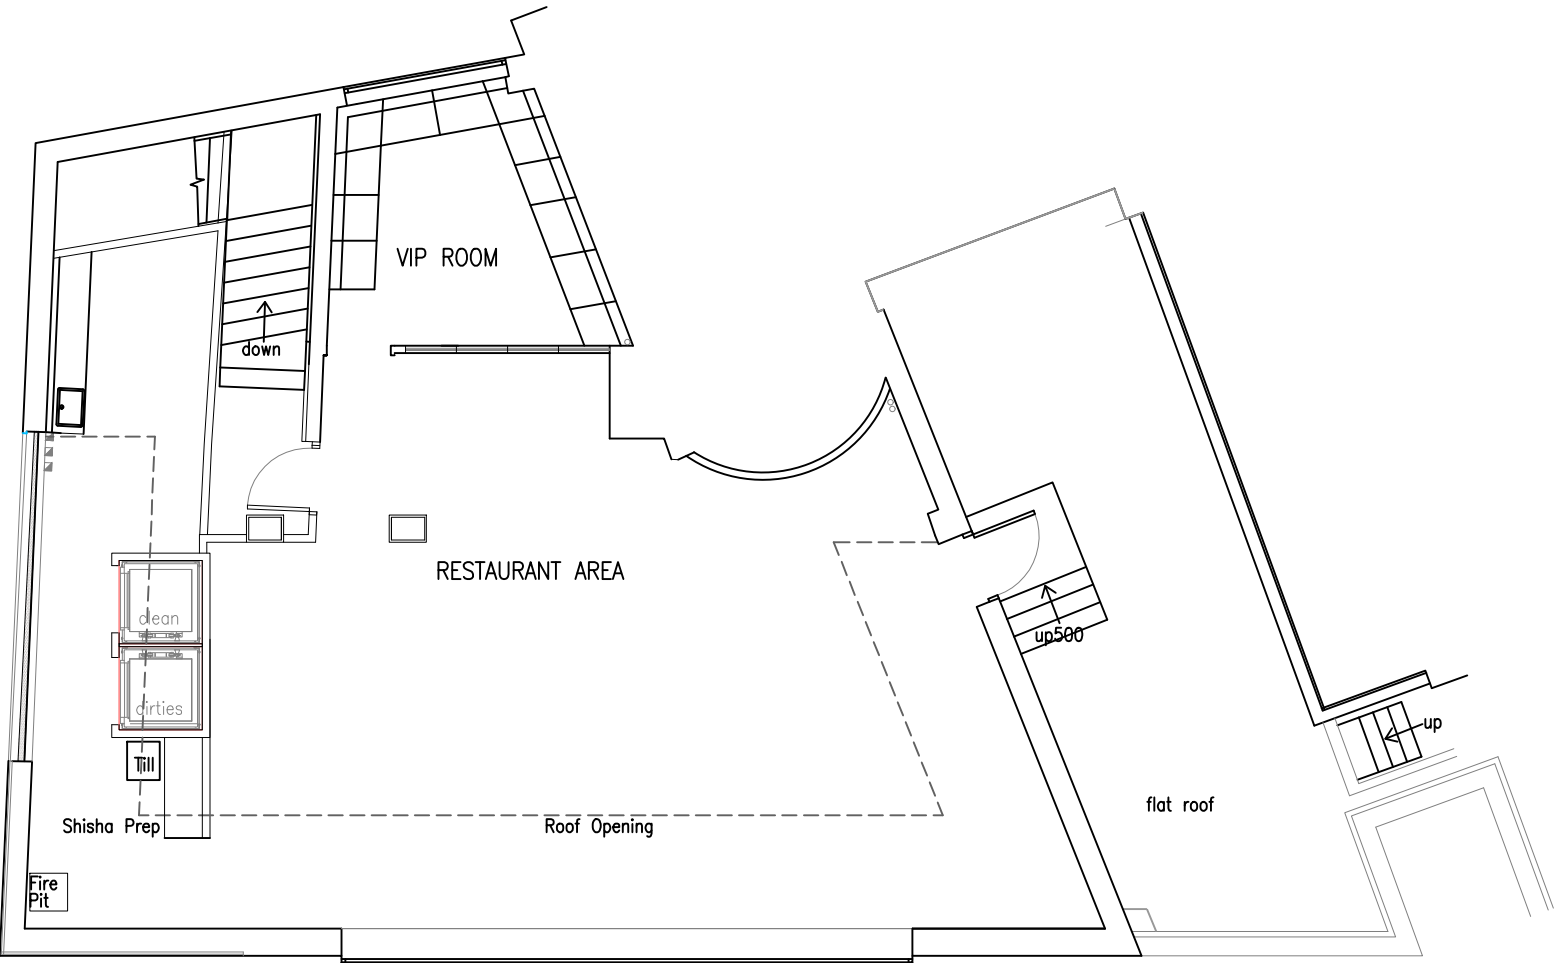 VIP ROOM
down
RESTAURANT AREA
clean
up500
dirties
up
Till
flat roof
Shisha Prep
Roof Opening
Fire
Pit